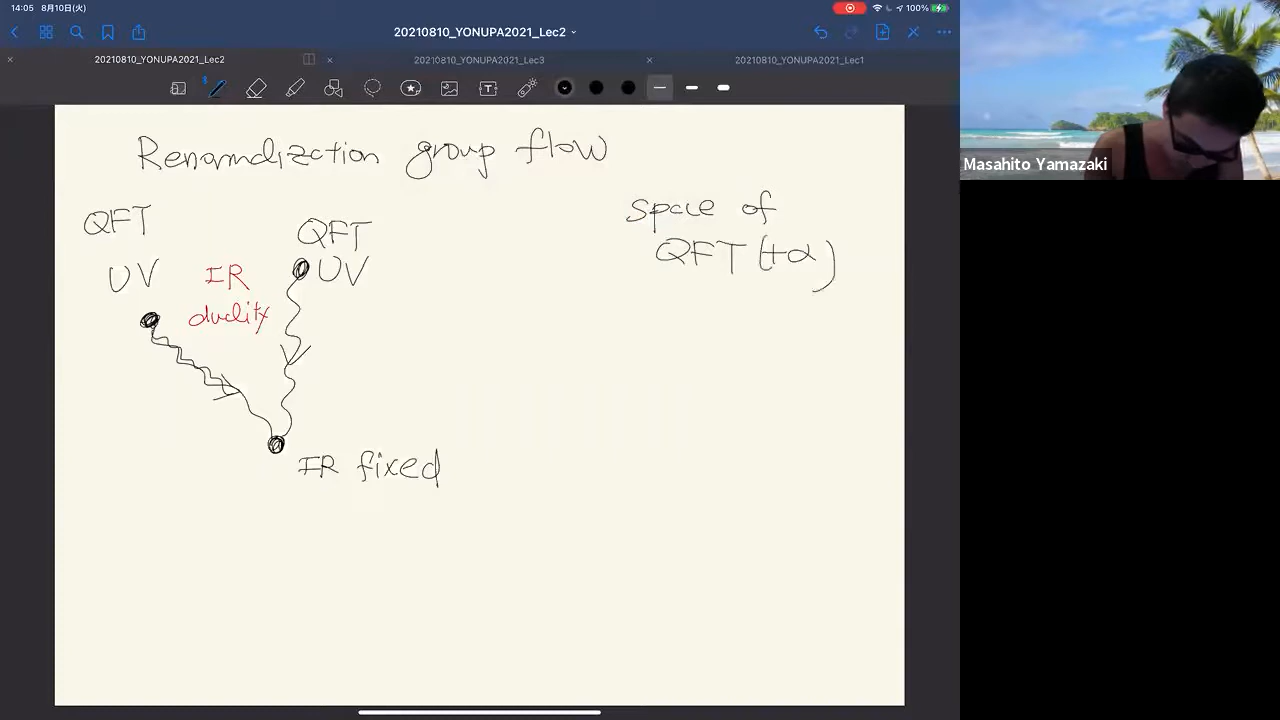 14:05 8月10日(火)
100%
20210810_YONUPA2021_Lec2
20210810_YONUPA2021_Lec2
20210810_YONUPA2021_Lec3
20210810_YONUPA2021_Lec1
Masahito Yamazaki
Renormalization group flow
space of
QFT (+α)
QFT
UV
QFT
UV
IR
duality
IR fixed